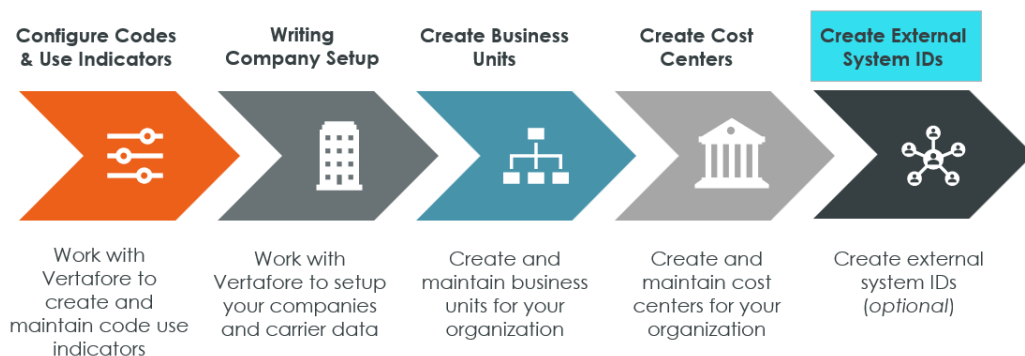 Configure Codes
& Use Indicators
Writing
Company Setup
Create Business
Units
Create Cost
Centers
Create External
System IDs
Work with
Vertafore to
create and
maintain code use
indicators
Work with
Vertafore to setup
your companies
and carrier data
Create and
maintain business
units for your
organization
Create and
maintain cost
centers for your
organization
Create external
system IDs
(optional)